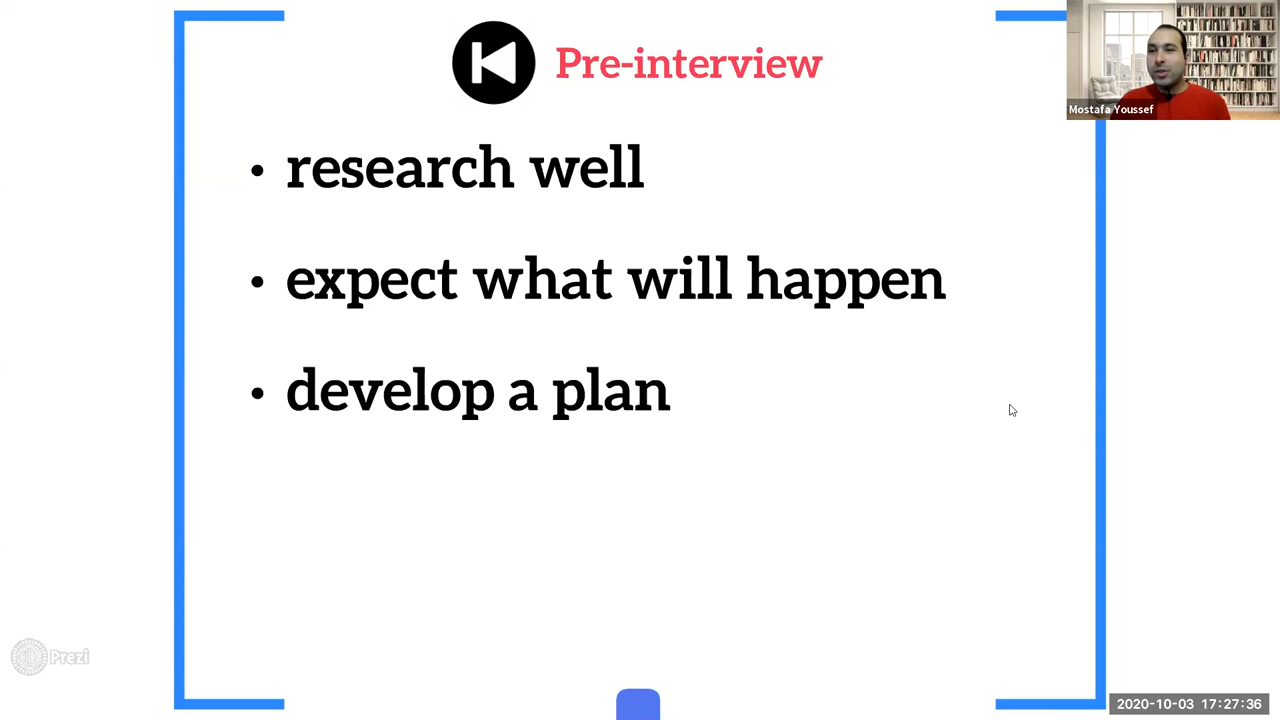 Pre-interview
Mostafa Youssef
• research well
• expect what will happen
• develop a plan
Prezi
2020-10-03 17:27:36